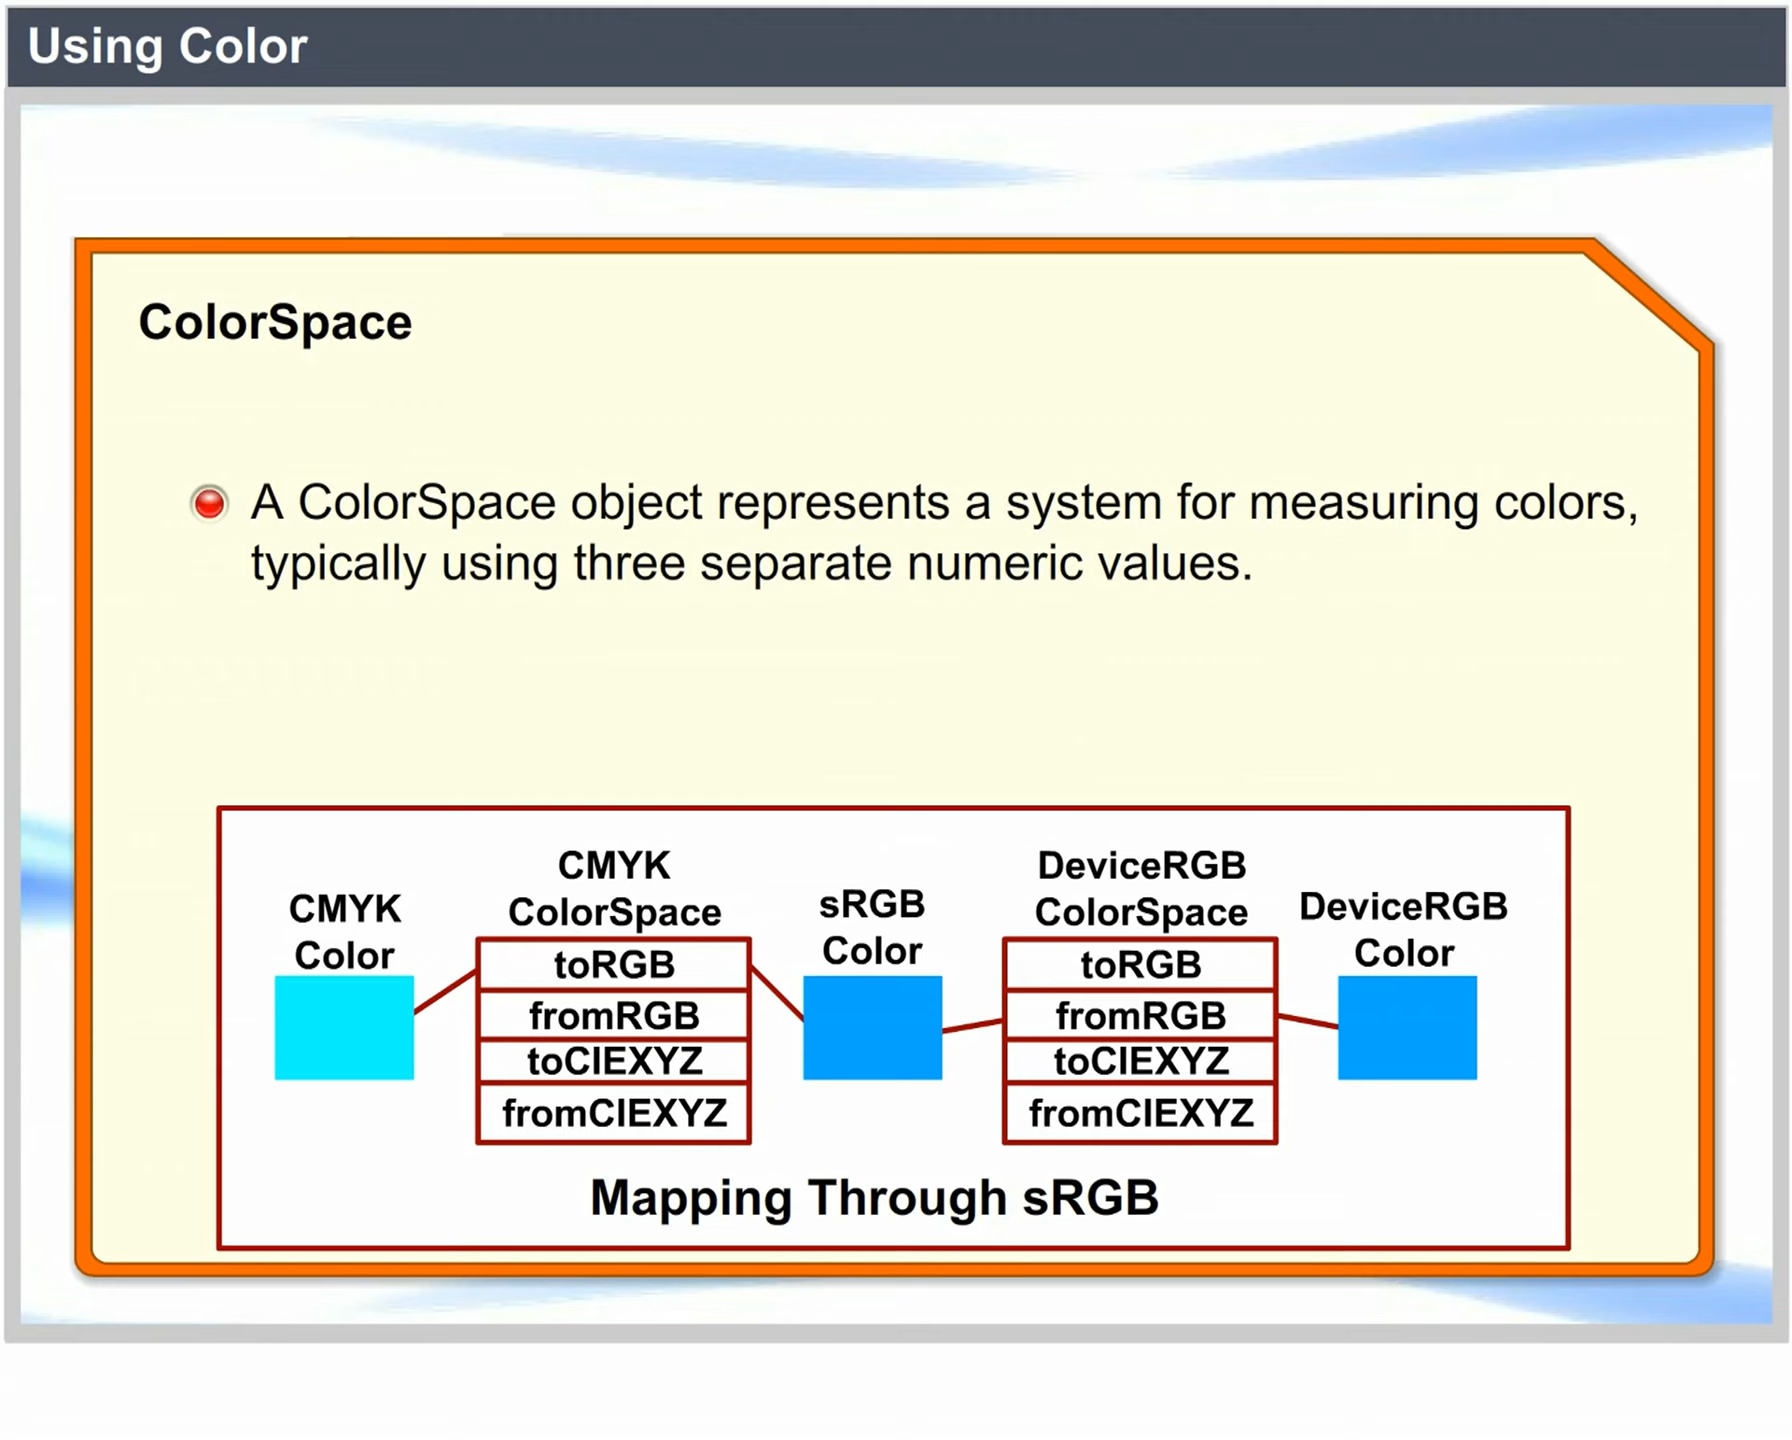 Using Color
ColorSpace
A ColorSpace object represents a system for measuring colors,
typically using three separate numeric values.
CMYK
Color
CMYK
ColorSpace
toRGB
fromRGB
toCIEXYZ
fromCIEXYZ
sRGB
Color
DeviceRGB
ColorSpace
toRGB
fromRGB
toCIEXYZ
fromCIEXYZ
DeviceRGB
Color
Mapping Through sRGB